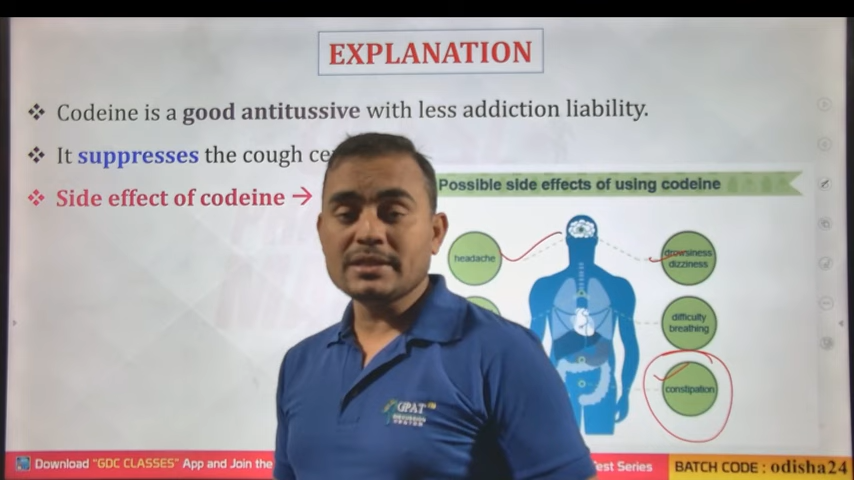 EXPLANATION
❖ Codeine is a good antitussive with less addiction liability.
❖ It suppresses the cough
❖ Side effect of codeine →
Possible side effects of using codeine
headache
drowsiness
dizziness
difficulty
breathing
constipation
GPAT
Download "GDC CLASSES" App and Join the
Test Series
BATCH CODE : odisha24